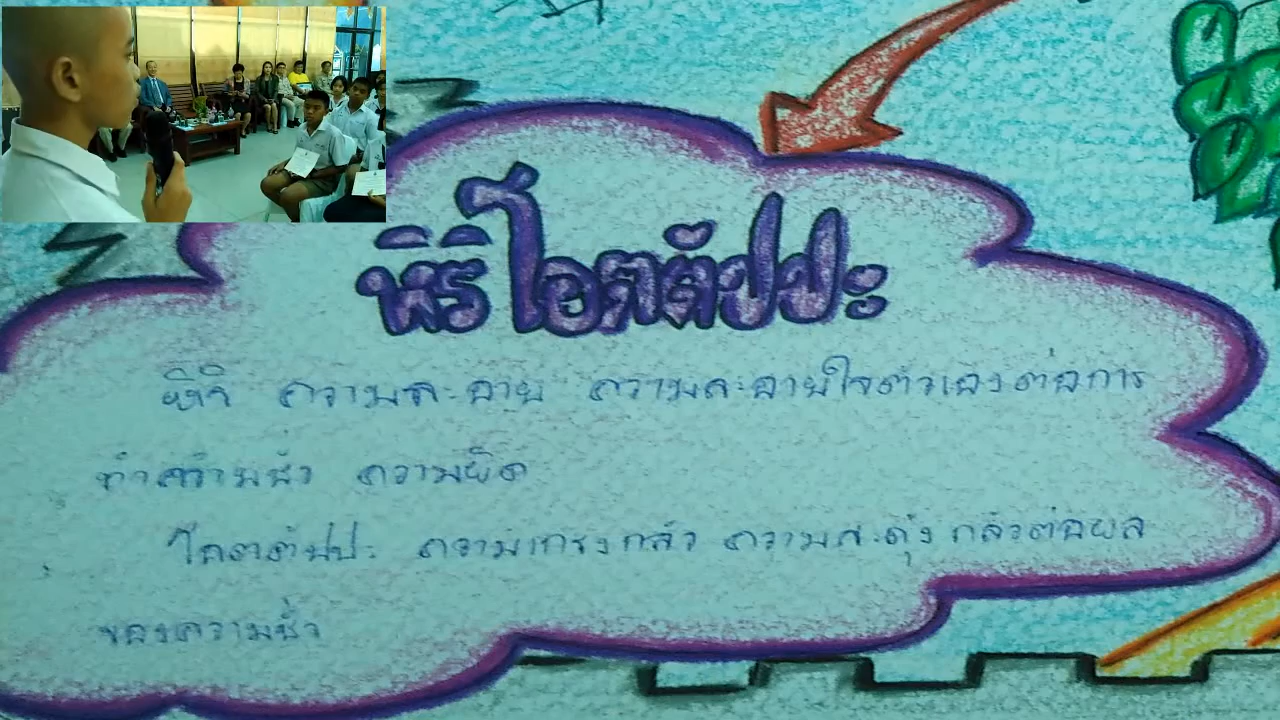 หิริโอตตัปปะ
หิริ ความละอาย ความละอายใจตัวเองต่อการ
ทำความชั่ว ความผิด
โอตตัปปะ ความเกรงกลัว ความสะดุ้งกลัวต่อผล
ของความชั่ว